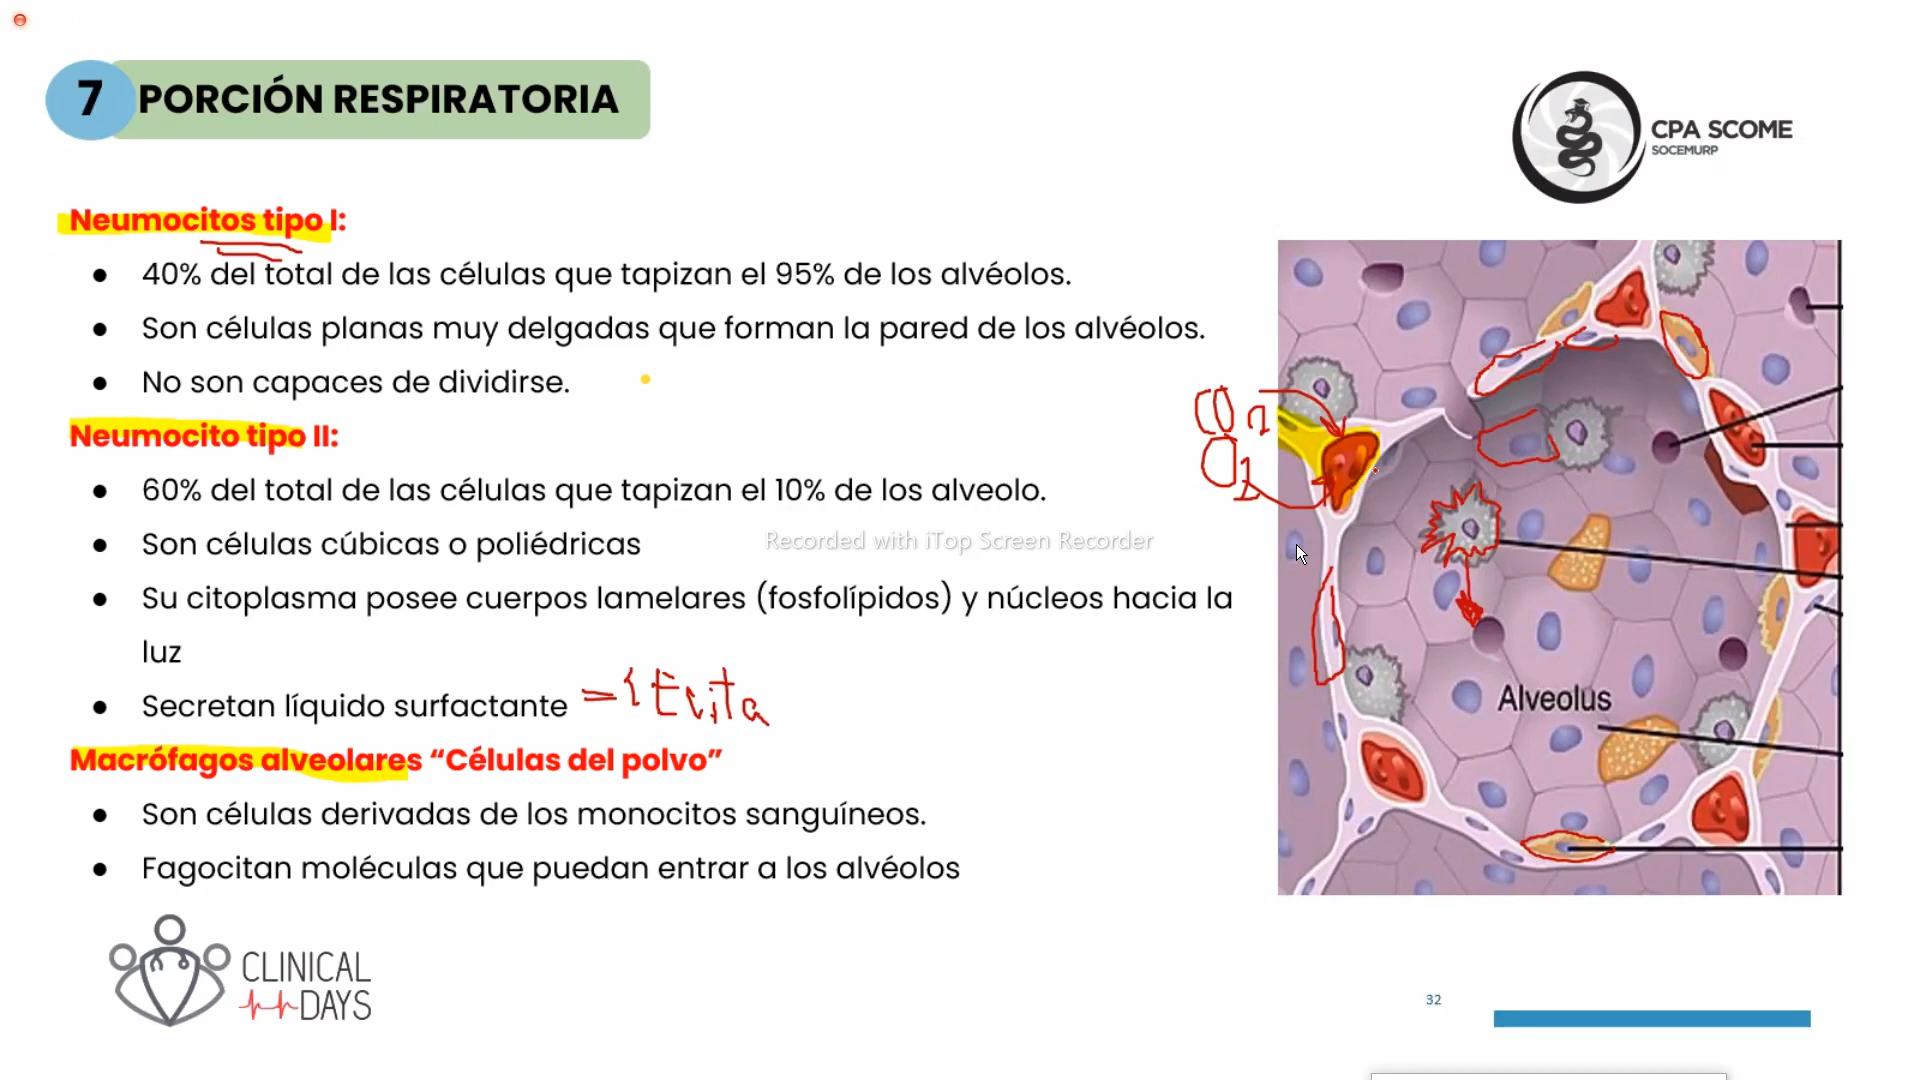 7 PORCIÓN RESPIRATORIA
CPA SCOME
SOCEMURP
Neumocitos tipo I:
● 40% del total de las células que tapizan el 95% de los alvéolos.
● Son células planas muy delgadas que forman la pared de los alvéolos.
● No son capaces de dividirse.
Neumocito tipo II:
● 60% del total de las células que tapizan el 10% de los alveolo.
● Son células cúbicas o poliédricas
● Su citoplasma posee cuerpos lamelares (fosfolípidos) y núcleos hacia la
luz
● Secretan líquido surfactante = Evita
Macrófagos alveolares “Células del polvo”
● Son células derivadas de los monocitos sanguíneos.
● Fagocitan moléculas que puedan entrar a los alvéolos
CO2
O2
Recorded with iTop Screen Recorder
Alveolus
CLINICAL
DAYS
32